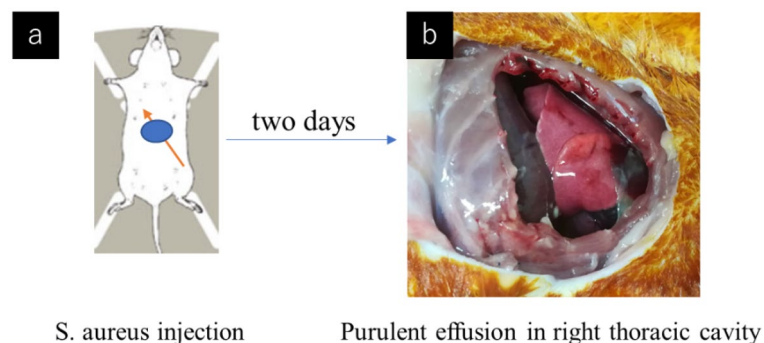 a
b
two days
S. aureus injection
Purulent effusion in right thoracic cavity